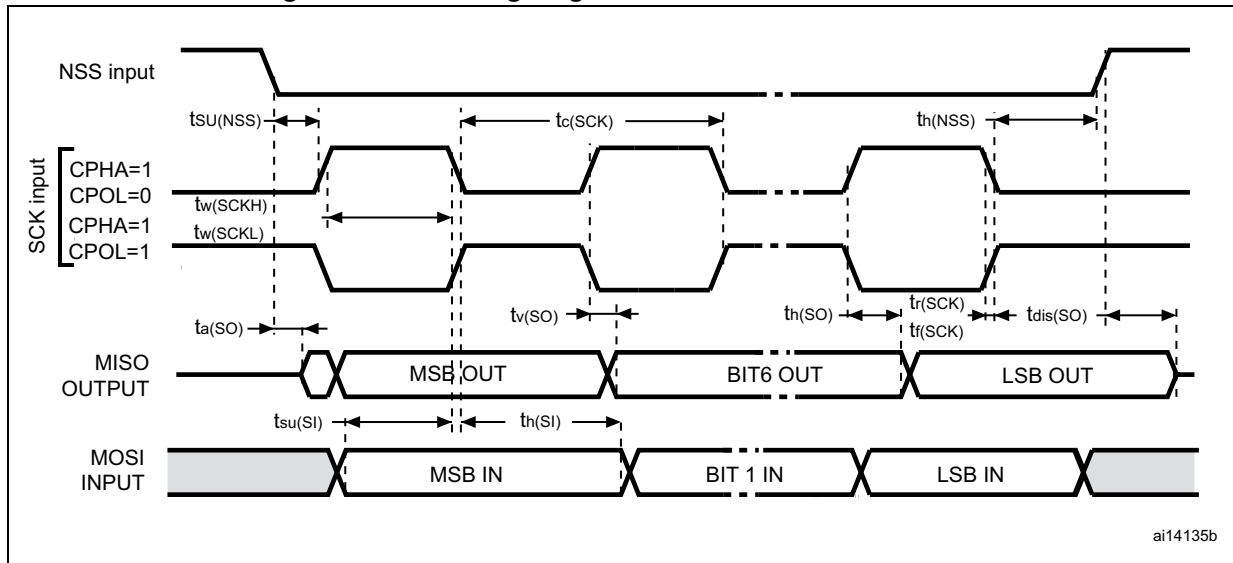 NSS input
tSU(NSS)
tc(SCK)
th(NSS)
SCK input
CPHA=1
CPOL=0
tw(SCKH)
CPHA=1
tw(SCKL)
CPOL=1
ta(SO)
tv(SO)
th(SO)
tr(SCK)
tf(SCK)
tdis(SO)
MISO
OUTPUT
MSB OUT
BIT6 OUT
LSB OUT
tsu(SI)
th(SI)
MOSI
INPUT
MSB IN
BIT 1 IN
LSB IN
ai14135b